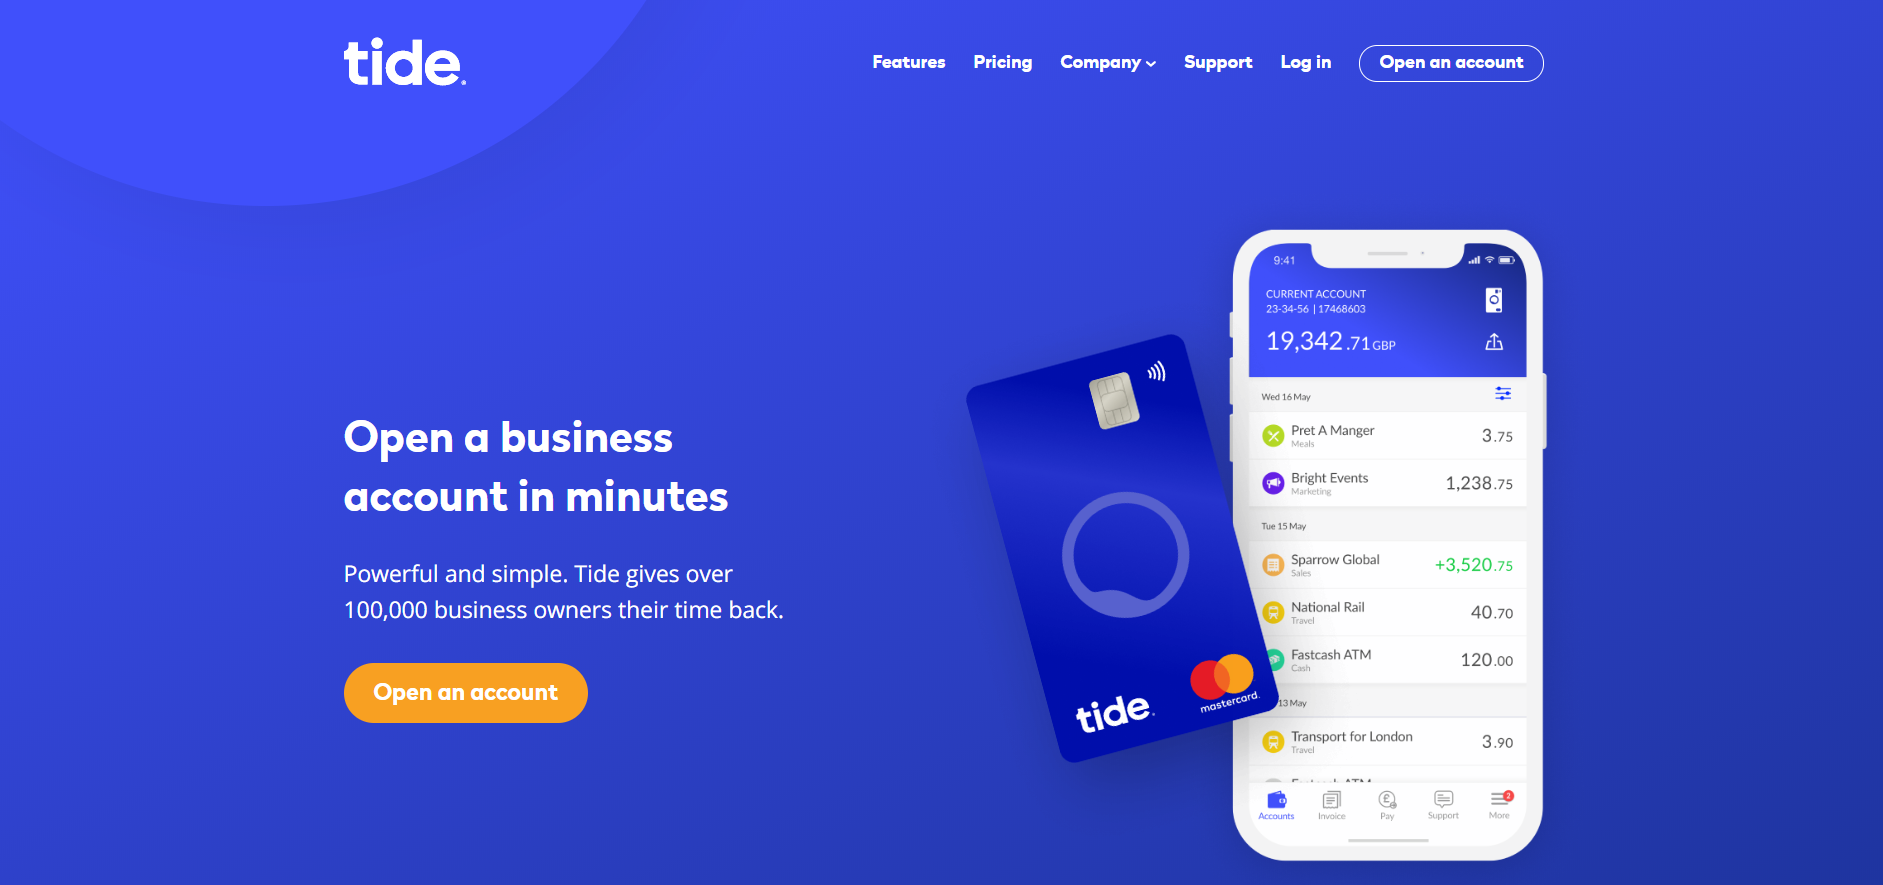 tide.
Features
Pricing
Company
Support
Log in
Open an account
Open a business
account in minutes
Powerful and simple. Tide gives over
100,000 business owners their time back.
Open an account
tide.
mastercard.
9:41
CURRENT ACCOUNT
23-34-56 | 17468603
19,342.71 GBP
Wed 16 May
Pret A Manger 3.75
Meals
Bright Events 1,238.75
Marketing
Tue 15 May
Sparrow Global +3,520.75
Sales
National Rail 40.70
Travel
Fastcash ATM 120.00
Cash
13 May
Transport for London 3.90
Travel
Fastcash ATM
2
Accounts
Invoice
Pay
Support
More